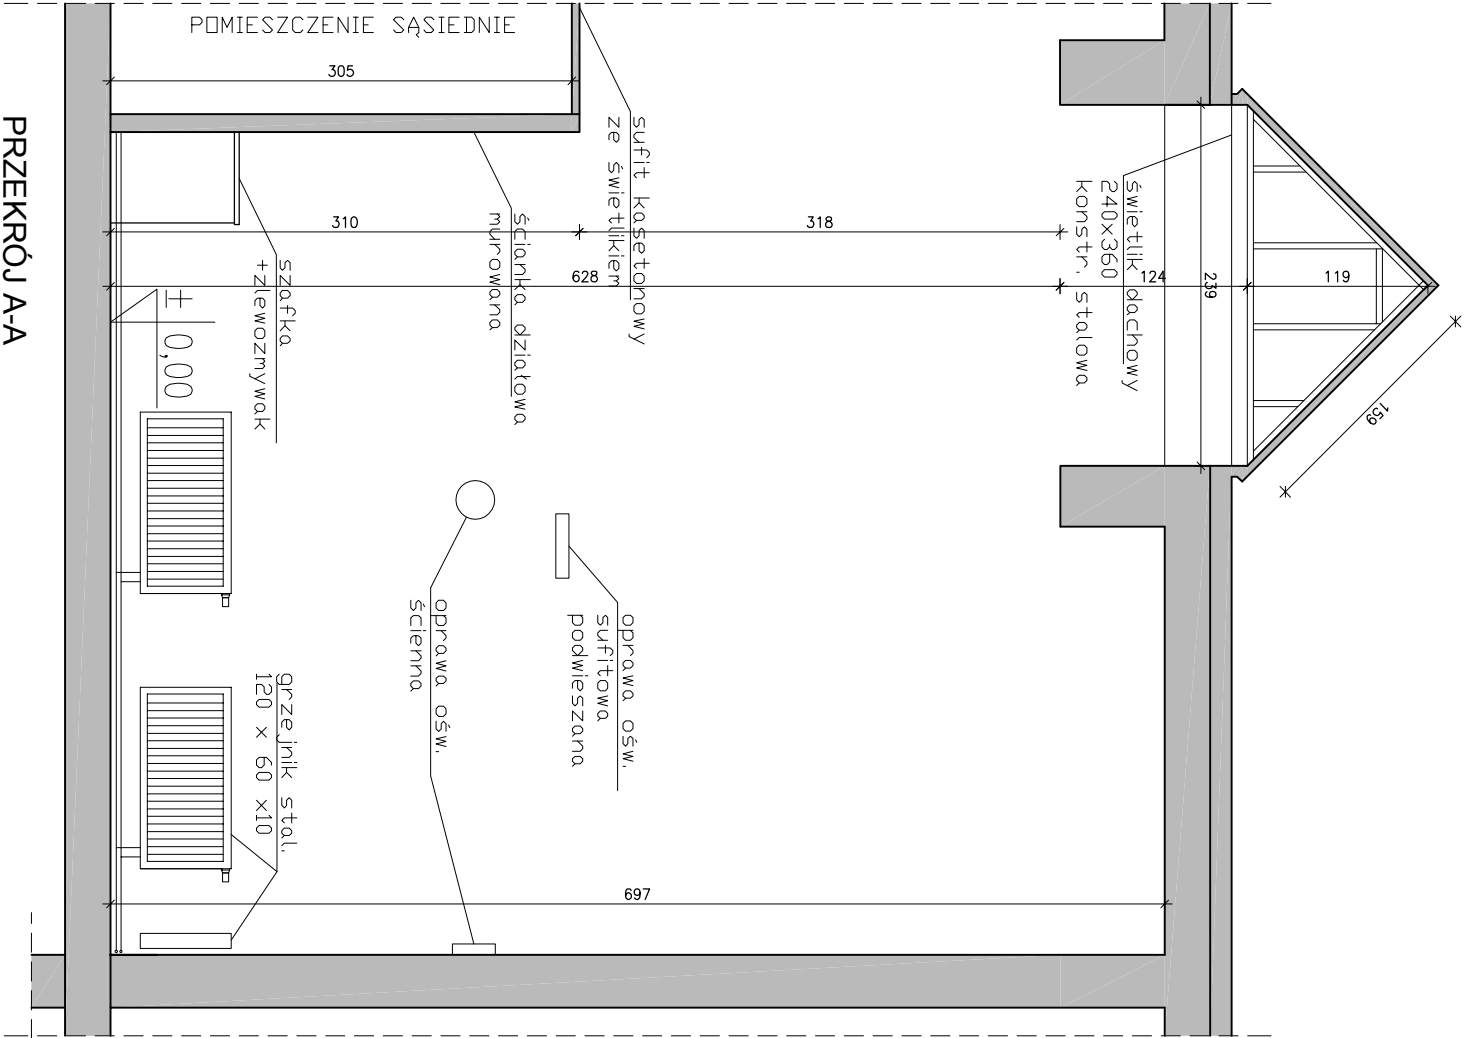 POMIESZCZENIE SĄSIEDNIE
305
sufit kasetonowy
ze świetlikiem
świetlik dachowy
240x360
konstr. stalowa
ścianka działowa
murowana
szafka
+zlewozmywak
310
318
628
124
239
119
159
± 0,00
PRZEKRÓJ A-A
oprawa ośw.
sufitowa
podwieszana
oprawa ośw.
ścienna
grzejnik stal.
120 x 60 x10
697